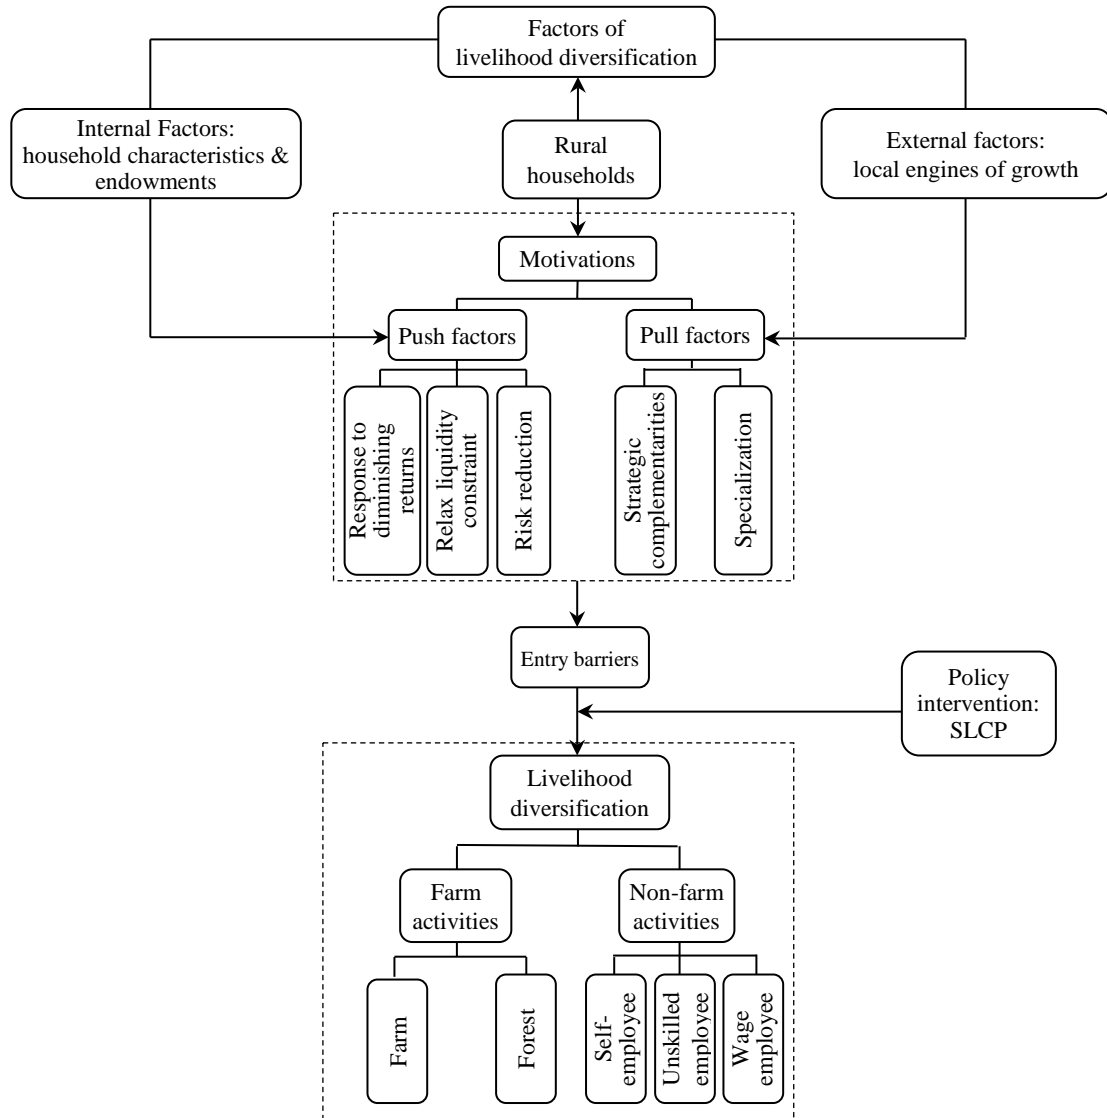 Factors of
livelihood diversification
Internal Factors:
household characteristics &
endowments
Rural
households
External factors:
local engines of growth
Motivations
Push factors
Pull factors
Response to
diminishing
returns
Relax liquidity
constraint
Risk reduction
Strategic
complementarities
Specialization
Entry barriers
Policy
intervention:
SLCP
Livelihood
diversification
Farm
activities
Non-farm
activities
Farm
Forest
Self-
employee
Unskilled
employee
Wage
employee